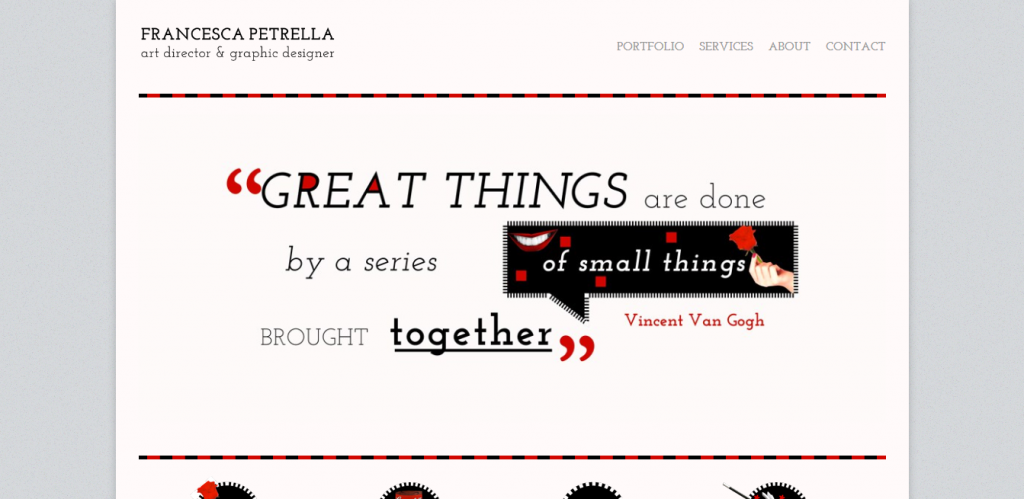 FRANCESCA PETRELLA
art director & graphic designer
PORTFOLIO SERVICES ABOUT CONTACT
“GREAT THINGS are done
by a series of small things
Vincent Van Gogh
BROUGHT together”